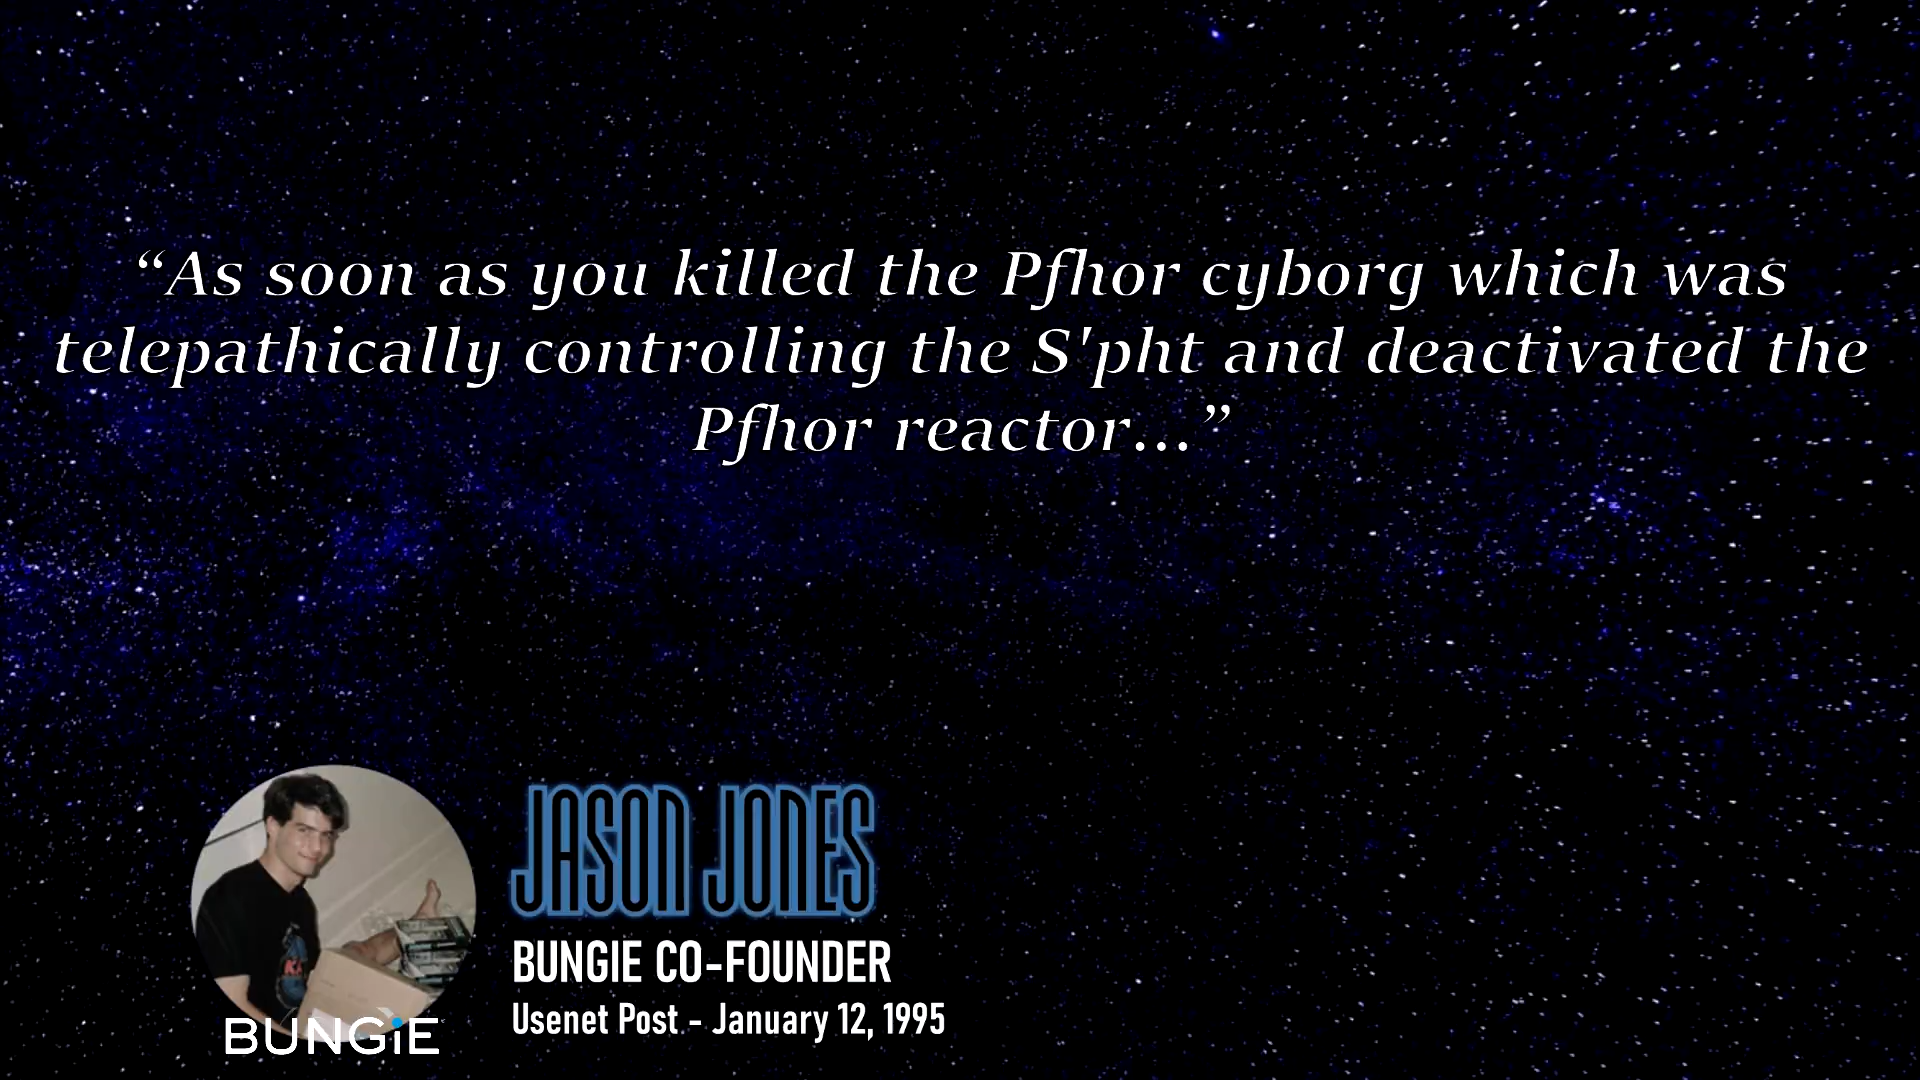 “As soon as you killed the Pfhor cyborg which was
telepathically controlling the S'pht and deactivated the
Pfhor reactor...”
JASON JONES
BUNGIE CO-FOUNDER
Usenet Post - January 12, 1995
BUNGiE